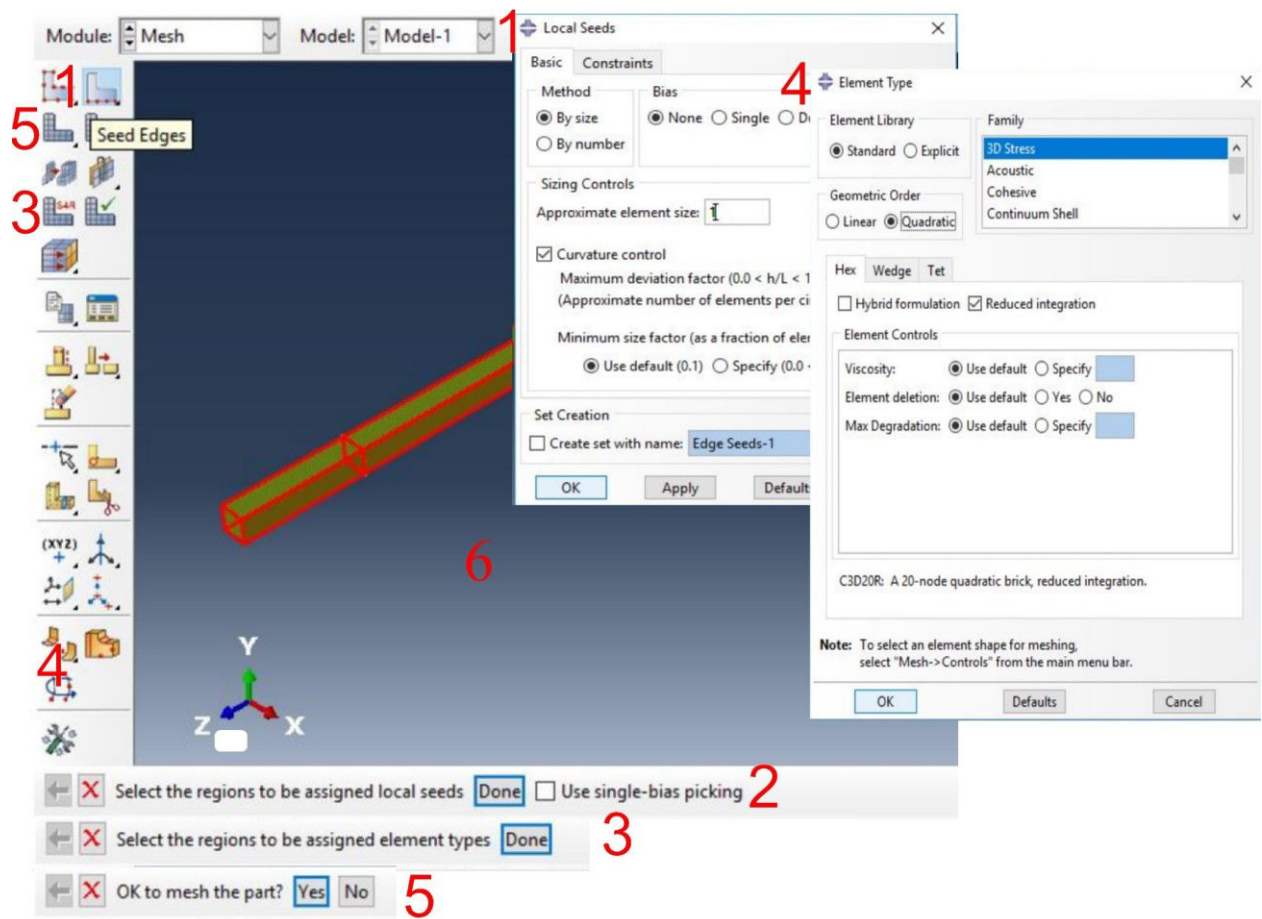 Module: Mesh Model: Model-1 1
1
5
Seed Edges
S4R
3
(XYZ)
4
6
Y
Z
X
Local Seeds
Basic Constraints
Method Bias
By size None Single
By number
Sizing Controls
Approximate element size: 1
Curvature control
Maximum deviation factor (0.0 < h/L < 1
(Approximate number of elements per ci
Minimum size factor (as a fraction of eler
Use default (0.1) Specify (0.0 <
Set Creation
Create set with name: Edge Seeds-1
OK Apply Default
4
Element Type
Element Library Family
Standard Explicit
3D Stress
Acoustic
Cohesive
Continuum Shell
Geometric Order
Linear Quadratic
Hex Wedge Tet
Hybrid formulation Reduced integration
Element Controls
Viscosity: Use default Specify
Element deletion: Use default Yes No
Max Degradation: Use default Specify
C3D20R: A 20-node quadratic brick, reduced integration.
Note: To select an element shape for meshing,
select "Mesh->Controls" from the main menu bar.
OK Defaults Cancel
Select the regions to be assigned local seeds Done Use single-bias picking 2
Select the regions to be assigned element types Done 3
OK to mesh the part? Yes No 5